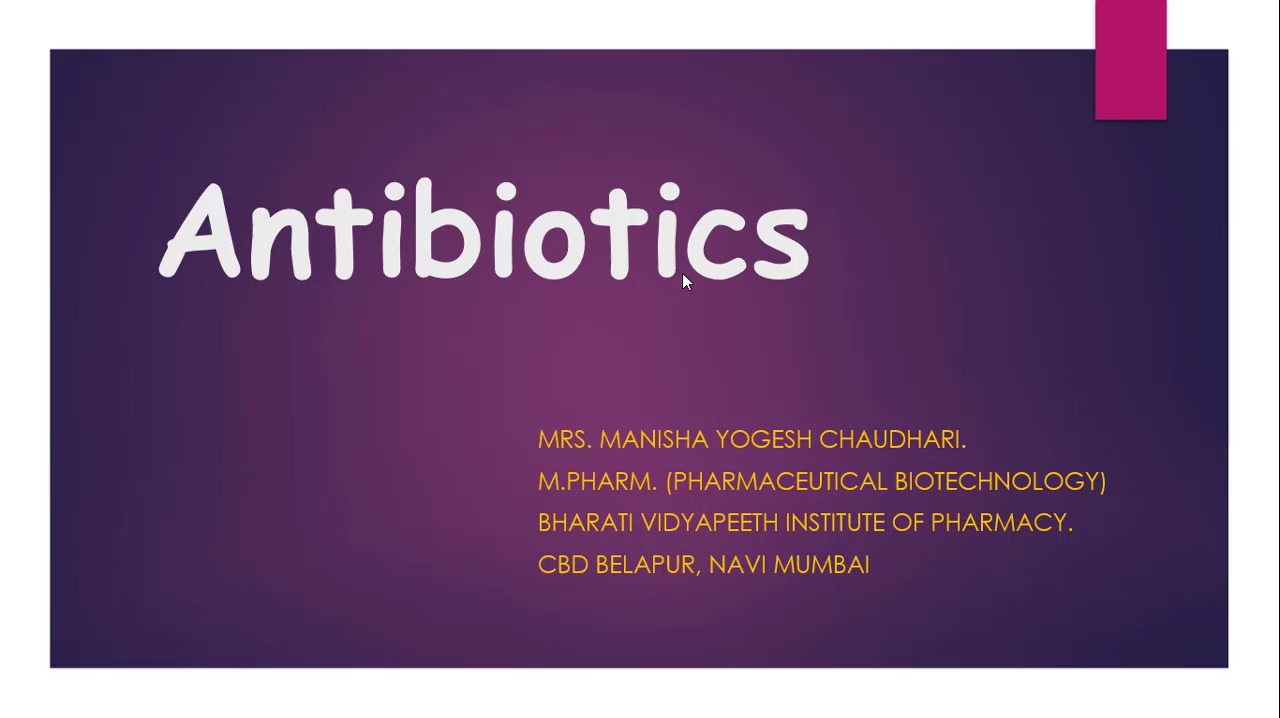 Antibiotics
MRS. MANISHA YOGESH CHAUDHARI.
M.PHARM. (PHARMACEUTICAL BIOTECHNOLOGY)
BHARATI VIDYAPEETH INSTITUTE OF PHARMACY.
CBD BELAPUR, NAVI MUMBAI